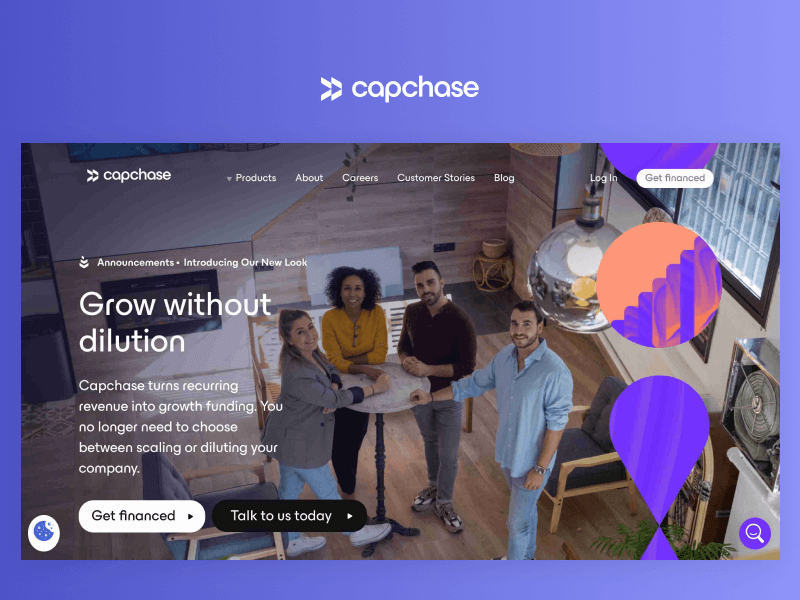 capchase
capchase
Products
About
Careers
Customer Stories
Blog
Log In
Get financed
Announcements • Introducing Our New Look
Grow without
dilution
Capchase turns recurring
revenue into growth funding. You
no longer need to choose
between scaling or diluting your
company.
Get financed
Talk to us today